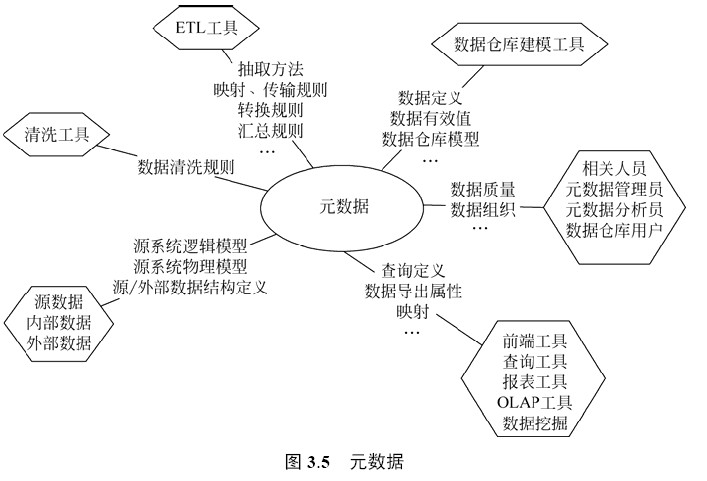 ETL工具
抽取方法
映射、传输规则
转换规则
汇总规则
…
数据仓库建模工具
数据定义
数据有效值
数据仓库模型
…
清洗工具
数据清洗规则
元数据
数据质量
数据组织
…
相关人员
元数据管理员
元数据分析员
数据仓库用户
源系统逻辑模型
源系统物理模型
源/外部数据结构定义
源数据
内部数据
外部数据
查询定义
数据导出属性
映射
…
前端工具
查询工具
报表工具
OLAP工具
数据挖掘
图 3.5 元数据